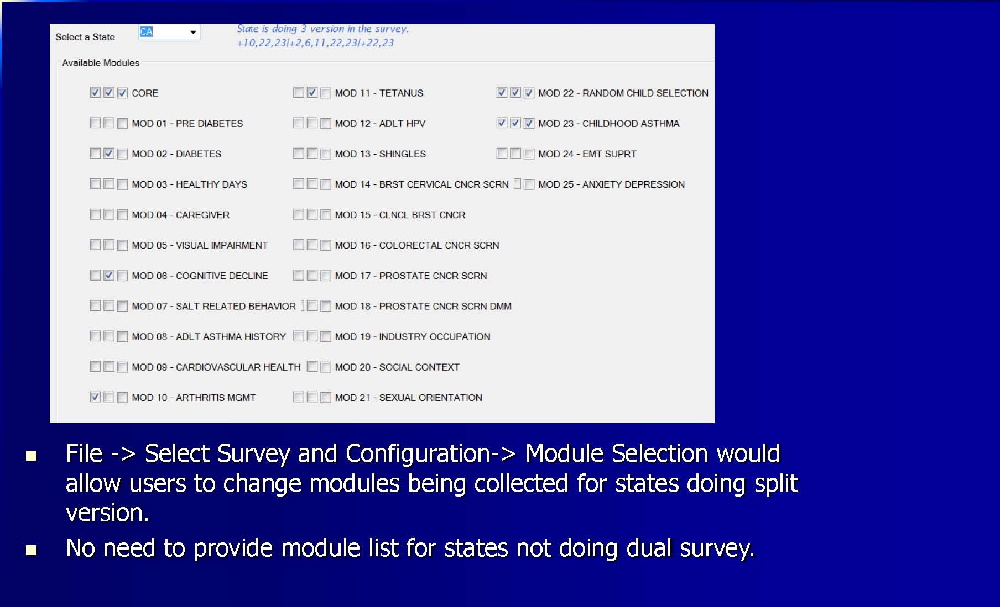 Select a State
CA
State is doing 3 version in the survey.
+10,22,23|+2,6,11,22,23|+22,23
Available Modules
CORE
MOD 01 - PRE DIABETES
MOD 02 - DIABETES
MOD 03 - HEALTHY DAYS
MOD 04 - CAREGIVER
MOD 05 - VISUAL IMPAIRMENT
MOD 06 - COGNITIVE DECLINE
MOD 07 - SALT RELATED BEHAVIOR
MOD 08 - ADLT ASTHMA HISTORY
MOD 09 - CARDIOVASCULAR HEALTH
MOD 10 - ARTHRITIS MGMT
MOD 11 - TETANUS
MOD 12 - ADLT HPV
MOD 13 - SHINGLES
MOD 14 - BRST CERVICAL CNCR SCRN
MOD 15 - CLNCL BRST CNCR
MOD 16 - COLORECTAL CNCR SCRN
MOD 17 - PROSTATE CNCR SCRN
MOD 18 - PROSTATE CNCR SCRN DMM
MOD 19 - INDUSTRY OCCUPATION
MOD 20 - SOCIAL CONTEXT
MOD 21 - SEXUAL ORIENTATION
MOD 22 - RANDOM CHILD SELECTION
MOD 23 - CHILDHOOD ASTHMA
MOD 24 - EMT SUPRT
MOD 25 - ANXIETY DEPRESSION
File -> Select Survey and Configuration-> Module Selection would
allow users to change modules being collected for states doing split
version.
No need to provide module list for states not doing dual survey.